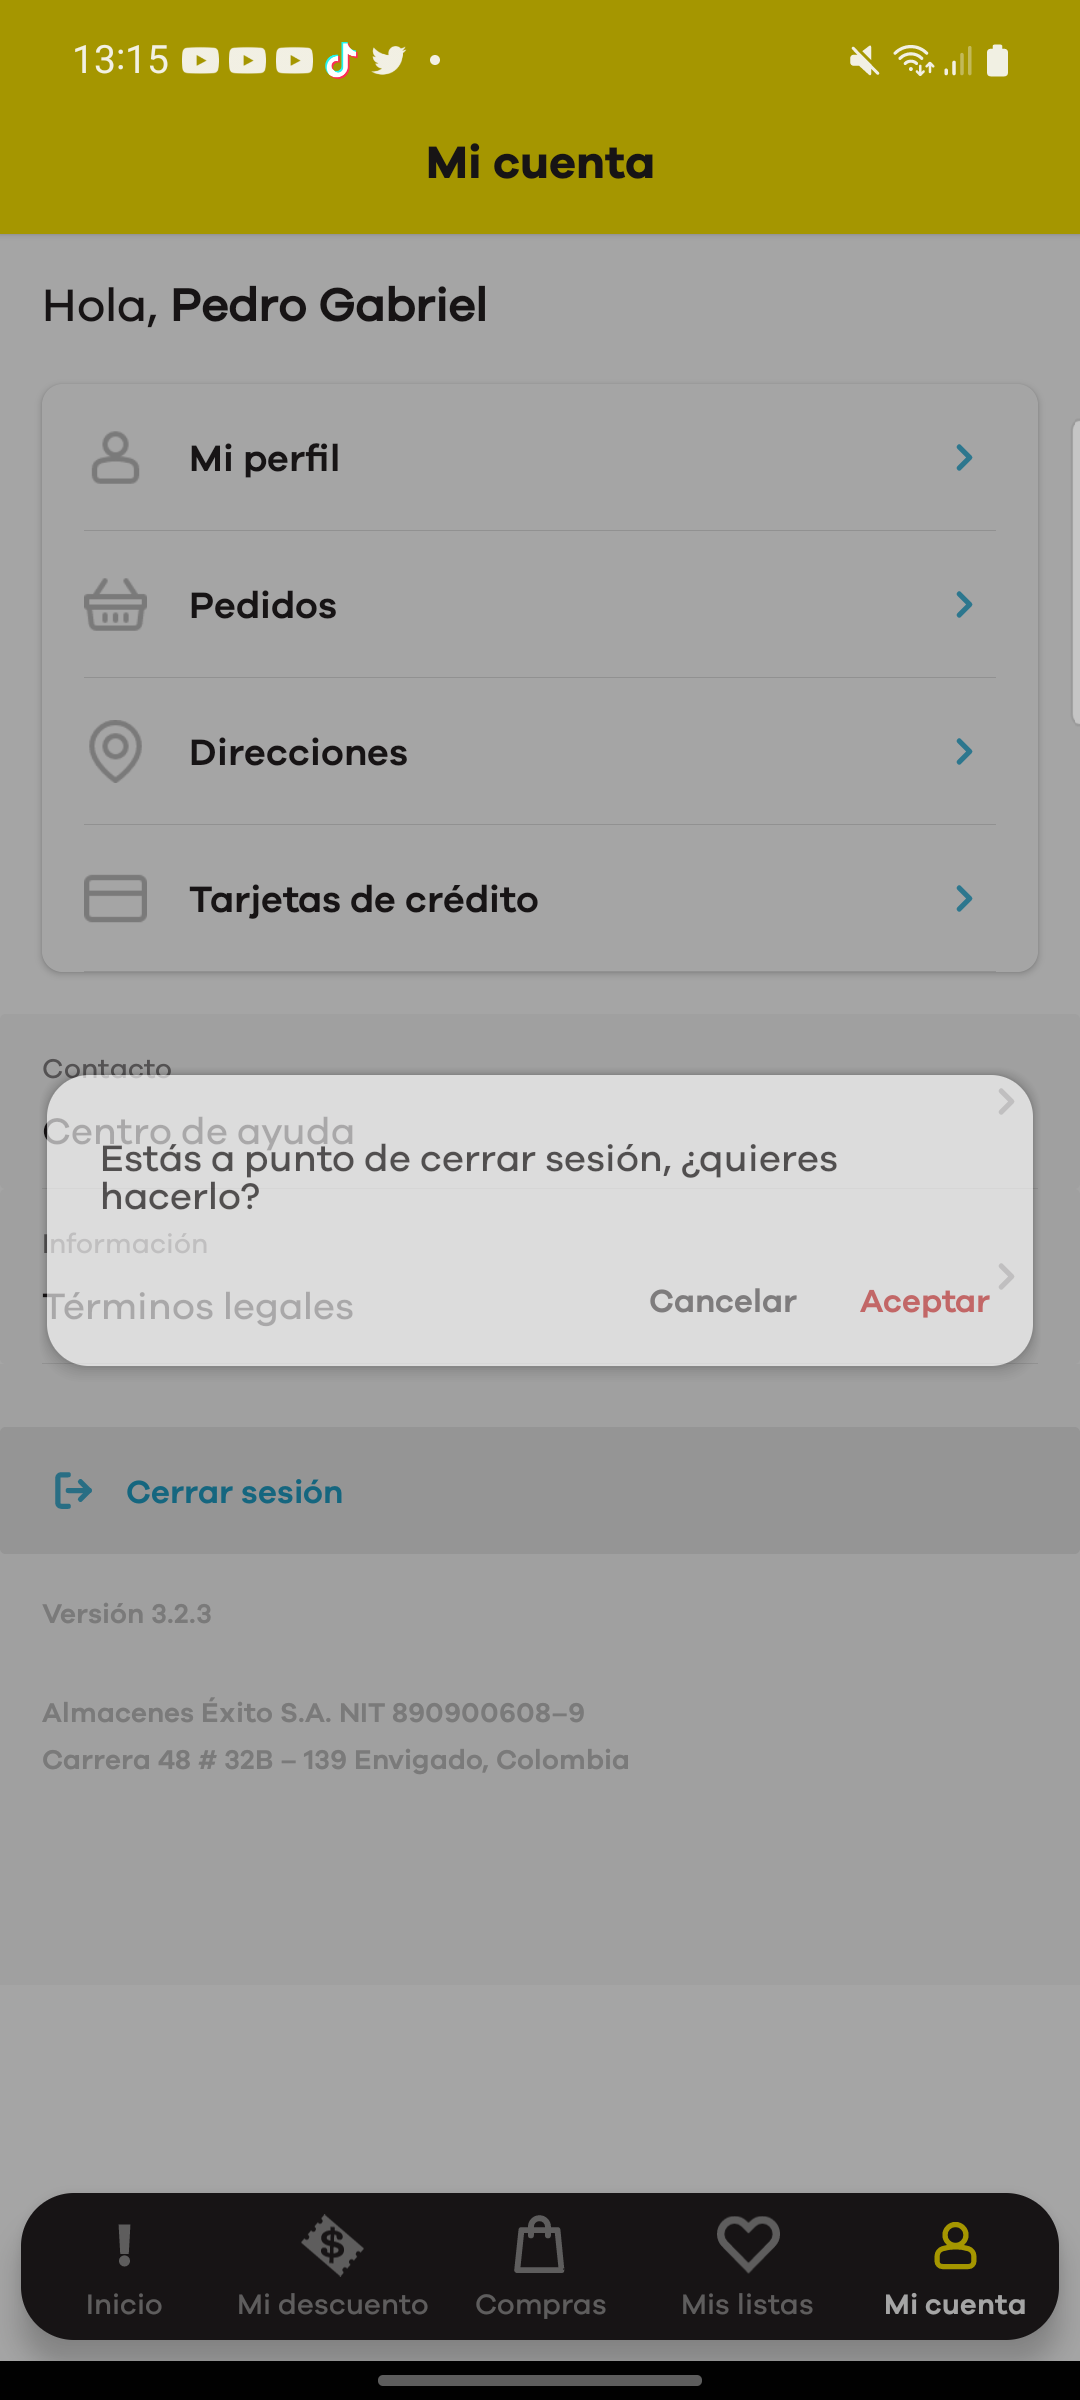 13:15
Mi cuenta
Hola, Pedro Gabriel
Mi perfil
Pedidos
Direcciones
Tarjetas de crédito
Contacto
Centro de ayuda
Estás a punto de cerrar sesión, ¿quieres
hacerlo?
Información
Términos legales
Cancelar
Aceptar
Cerrar sesión
Versión 3.2.3
Almacenes Éxito S.A. NIT 890900608–9
Carrera 48 # 32B – 139 Envigado, Colombia
Inicio
Mi descuento
Compras
Mis listas
Mi cuenta